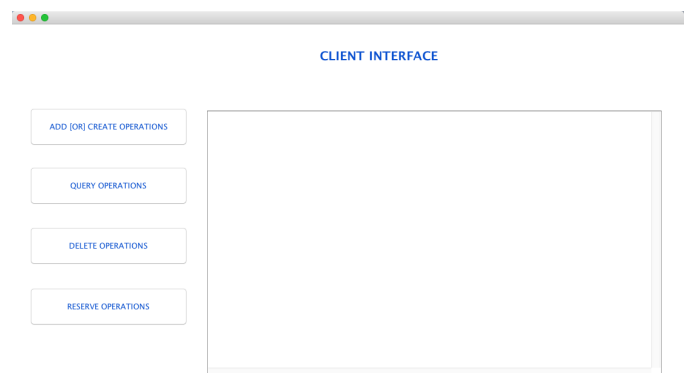 CLIENT INTERFACE
ADD [OR] CREATE OPERATIONS
QUERY OPERATIONS
DELETE OPERATIONS
RESERVE OPERATIONS